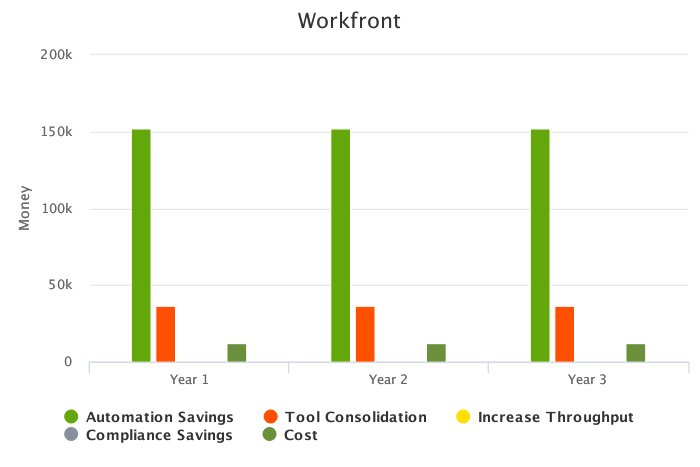 Workfront
200k
150k
100k
50k
0
Money
Year 1 Year 2 Year 3
Automation Savings Tool Consolidation Increase Throughput
Compliance Savings Cost